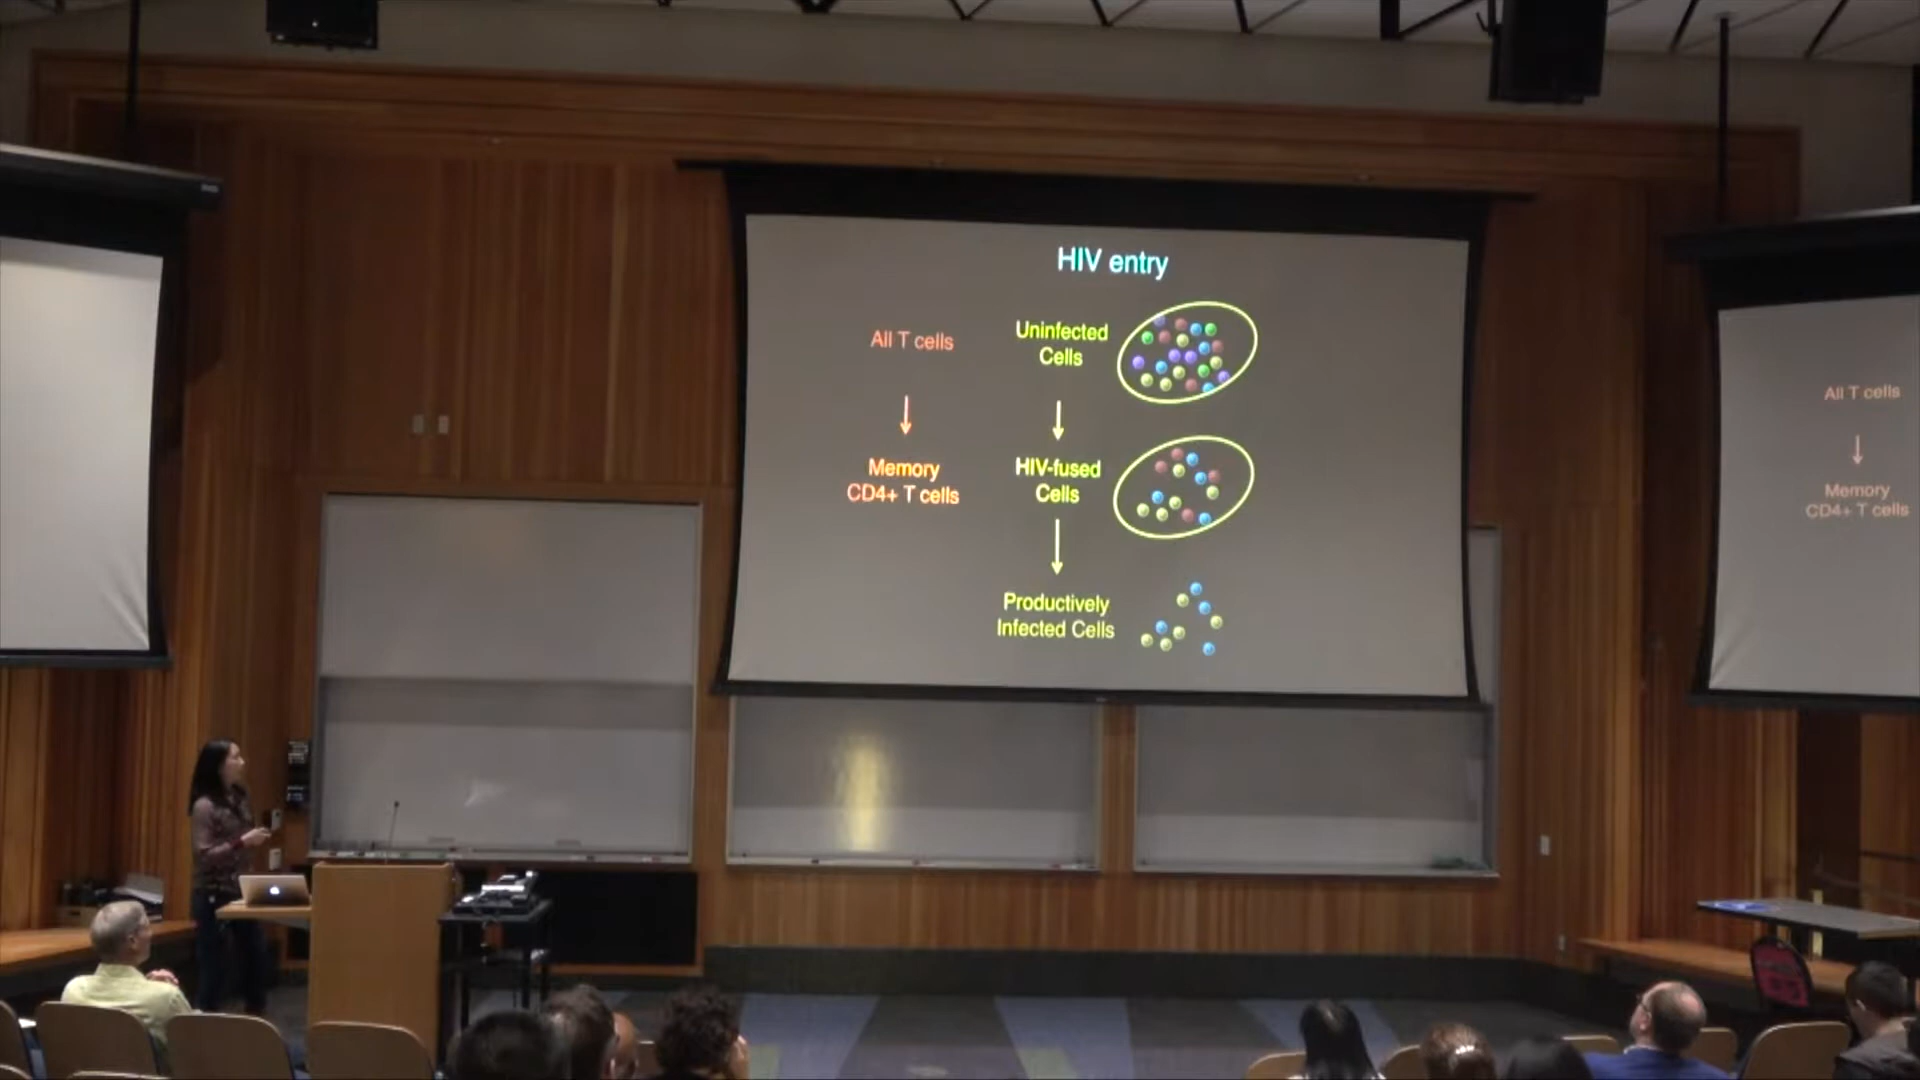 HIV entry
All T cells
Uninfected
Cells
Memory
CD4+ T cells
HIV-fused
Cells
Productively
Infected Cells
All T cells
Memory
CD4+ T cells